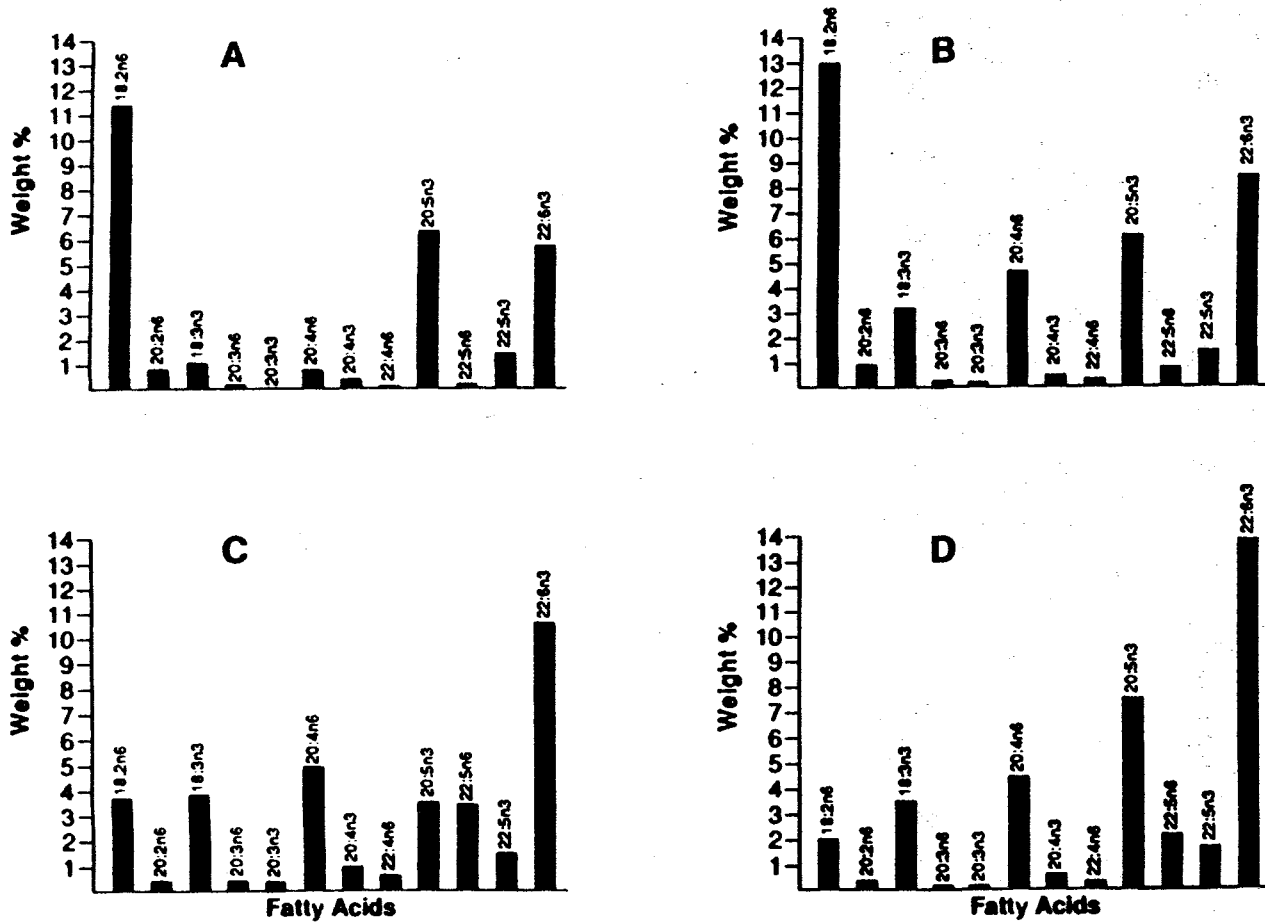 A
Weight %
14
13
12
11
10
9
8
7
6
5
4
3
2
1
18:2n6
20:2n6
18:3n3
20:3n6
20:3n3
20:4n6
20:4n3
22:4n6
20:5n3
22:5n6
22:5n3
22:6n3
B
Weight %
14
13
12
11
10
9
8
7
6
5
4
3
2
1
18.2n6
20:2n6
18:3n3
20:3n6
20:3n3
20:4n6
20:4n3
22:4n6
20:5n3
22:5n6
22:5n3
22:6n3
C
Weight %
14
13
12
11
10
9
8
7
6
5
4
3
2
1
18.2n6
20:2n6
18:3n3
20:3n6
20:3n3
20:4n6
20:4n3
22:4n6
20:5n3
22:5n6
22:5n3
22:6n3
Fatty Acids
D
Weight %
14
13
12
11
10
9
8
7
6
5
4
3
2
1
18:2n6
20:2n6
18:3n3
20:3n6
20:3n3
20:4n6
20:4n3
22:4n6
20:5n3
22:5n6
22:5n3
22:6n3
Fatty Acids